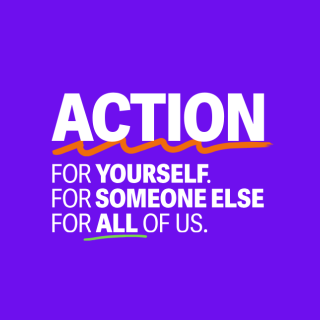 ACTION
FOR YOURSELF.
FOR SOMEONE ELSE
FOR ALL OF US.